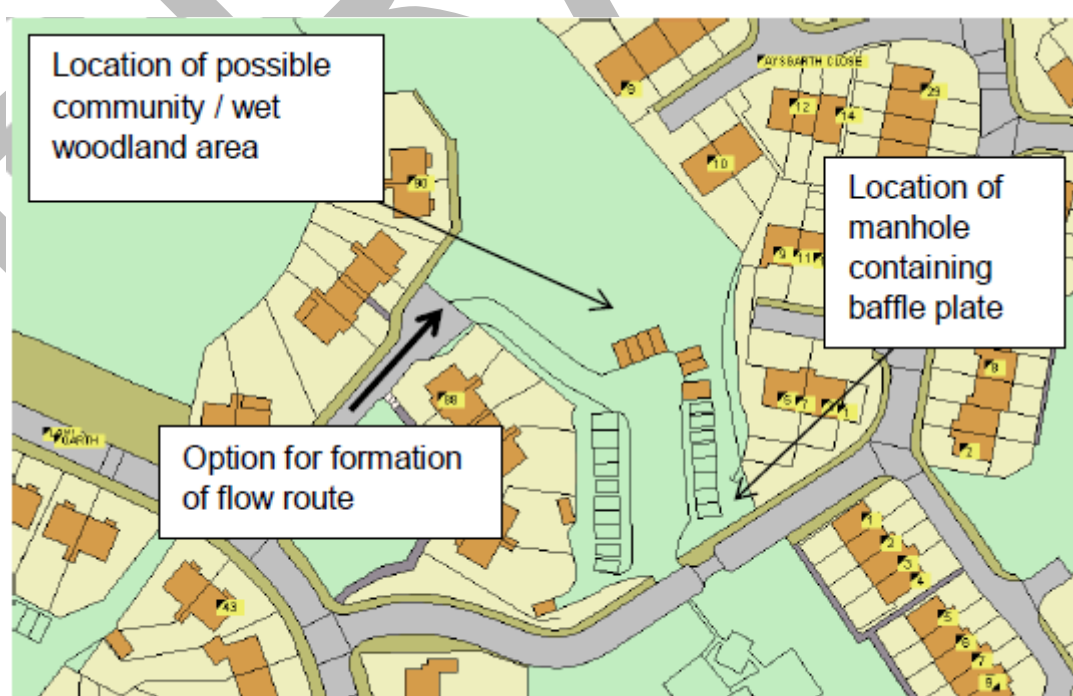 Location of possible
community / wet
woodland area
AYSGARTH CLOSE
9
29
12
14
10
90
Location of
manhole
containing
baffle plate
9
11
88
8
6
7
1
2
GARTH
Option for formation
of flow route
43
1
2
3
4
5
6
7